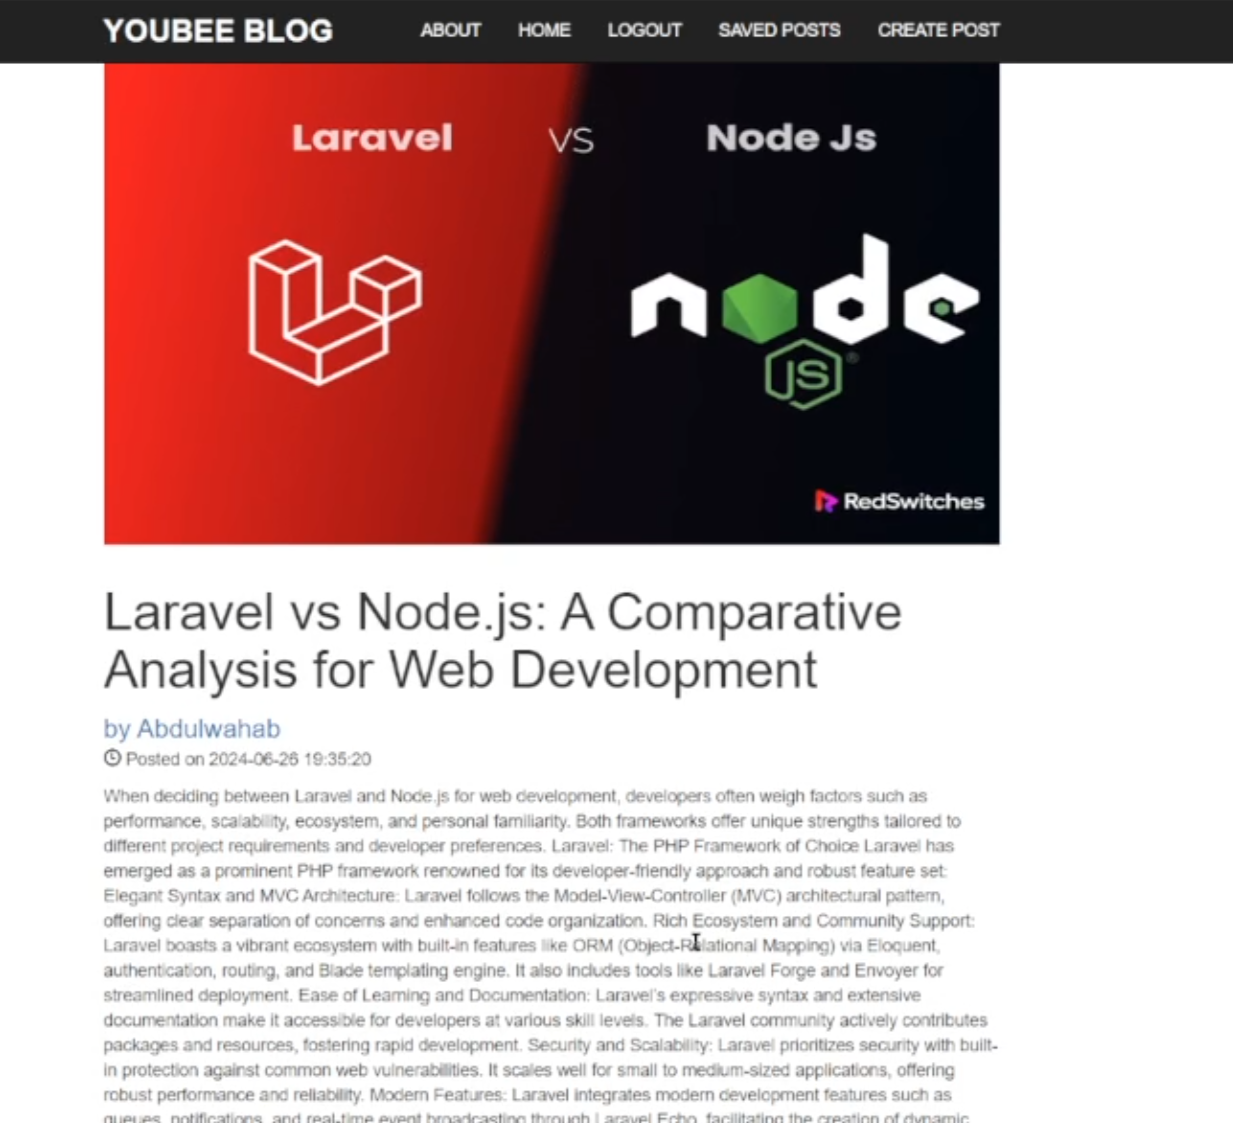 YOUBEE BLOG ABOUT HOME LOGOUT SAVED POSTS CREATE POST
Laravel VS Node Js
node
JS
RedSwitches
Laravel vs Node.js: A Comparative
Analysis for Web Development
by Abdulwahab
Posted on 2024-06-26 19:35:20
When deciding between Laravel and Node.js for web development, developers often weigh factors such as
performance, scalability, ecosystem, and personal familiarity. Both frameworks offer unique strengths tailored to
different project requirements and developer preferences. Laravel: The PHP Framework of Choice Laravel has
emerged as a prominent PHP framework renowned for its developer-friendly approach and robust feature set:
Elegant Syntax and MVC Architecture: Laravel follows the Model-View-Controller (MVC) architectural pattern,
offering clear separation of concerns and enhanced code organization. Rich Ecosystem and Community Support:
Laravel boasts a vibrant ecosystem with built-in features like ORM (Object-Relational Mapping) via Eloquent,
authentication, routing, and Blade templating engine. It also includes tools like Laravel Forge and Envoyer for
streamlined deployment. Ease of Learning and Documentation: Laravel's expressive syntax and extensive
documentation make it accessible for developers at various skill levels. The Laravel community actively contributes
packages and resources, fostering rapid development. Security and Scalability: Laravel prioritizes security with built-
in protection against common web vulnerabilities. It scales well for small to medium-sized applications, offering
robust performance and reliability. Modern Features: Laravel integrates modern development features such as
queues, notifications, and real-time event broadcasting through Laravel Echo, facilitating the creation of dynamic